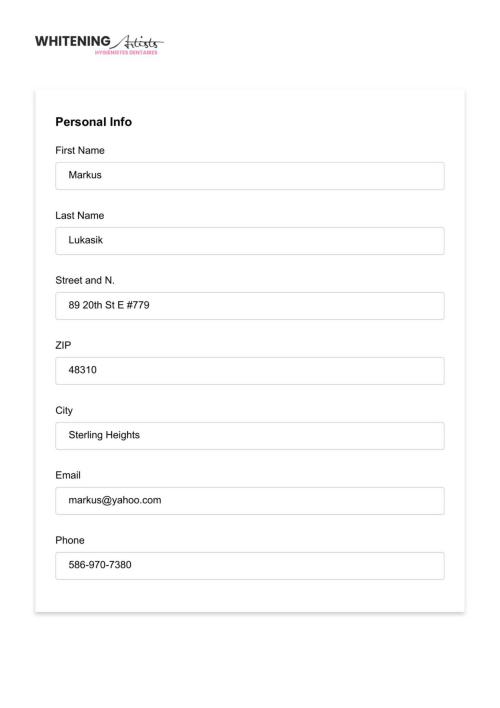 WHITENING Artists
HYGIÉNISTES DENTAIRES
Personal Info
First Name
Markus
Last Name
Lukasik
Street and N.
89 20th St E #779
ZIP
48310
City
Sterling Heights
Email
markus@yahoo.com
Phone
586-970-7380